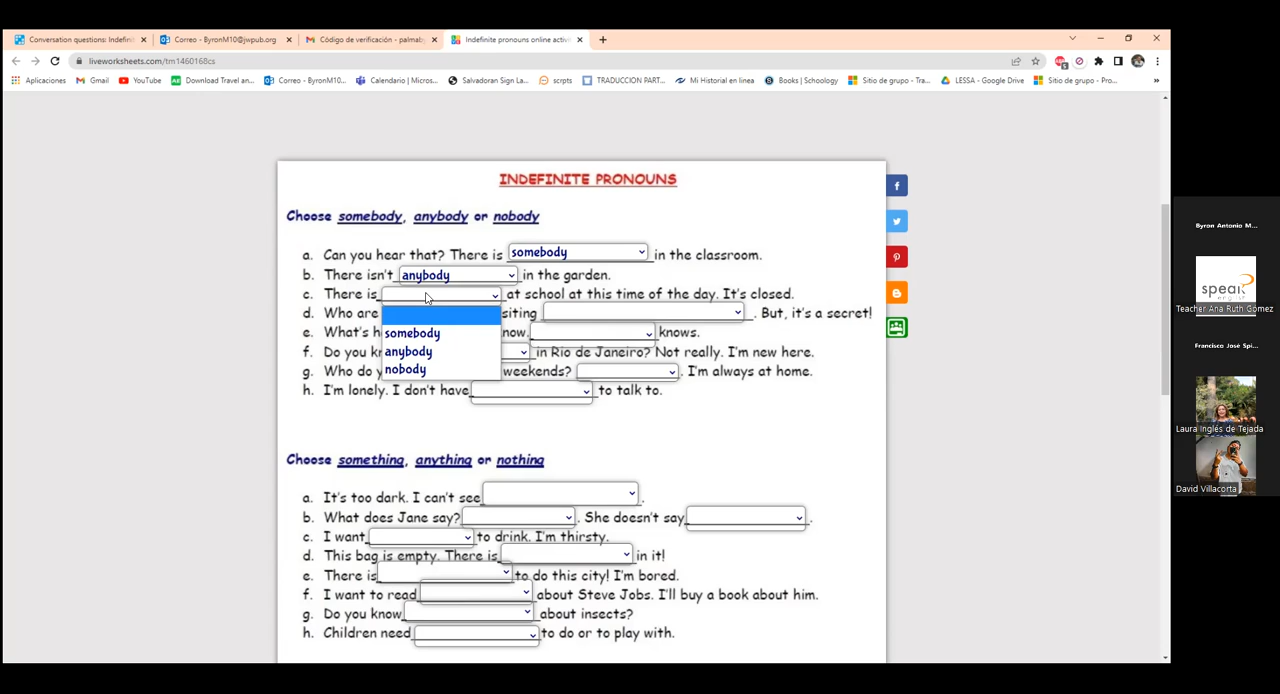 Conversation questions: Indefini
Correo - ByronM10@jwpub.org
Código de verificación - palmaby
Indefinite pronouns online activi
liveworksheets.com/tm1460168cs
Aplicaciones
Gmail
YouTube
Download Travel an...
Correo - ByronM10...
Calendario | Micros...
Salvadoran Sign La...
scrpts
TRADUCCION PART...
Mi Historial en linea
Books | Schoology
Sitio de grupo - Tra...
LESSA - Google Drive
Sitio de grupo - Pro...
INDEFINITE PRONOUNS
Choose somebody, anybody or nobody
a. Can you hear that? There is somebody in the classroom.
b. There isn't anybody in the garden.
c. There is at school at this time of the day. It's closed.
d. Who are siting . But, it's a secret!
somebody
anybody
nobody
e. What's h now. knows.
f. Do you kn in Rio de Janeiro? Not really. I'm new here.
g. Who do y weekends? . I'm always at home.
h. I'm lonely. I don't have to talk to.
Choose something, anything or nothing
a. It's too dark. I can't see .
b. What does Jane say? . She doesn't say .
c. I want to drink. I'm thirsty.
d. This bag is empty. There is in it!
e. There is to do this city! I'm bored.
f. I want to read about Steve Jobs. I'll buy a book about him.
g. Do you know about insects?
h. Children need to do or to play with.
Byron Antonio M...
speak
english
Teacher Ana Ruth Gomez
Francisca José Spi...
Laura Inglés de Tejada
David Villacorta